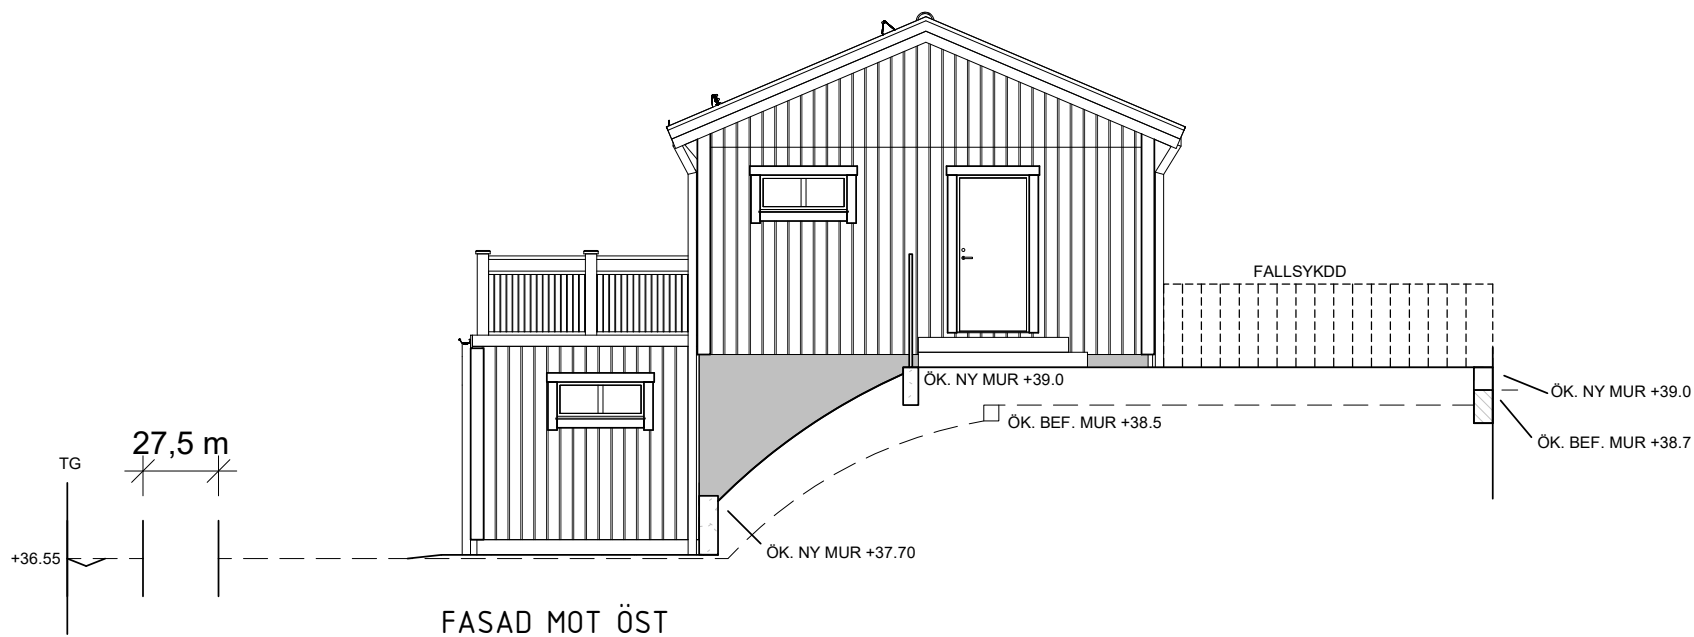 FALLSYKDD
ÖK. NY MUR +39.0
ÖK. NY MUR +39.0
ÖK. BEF. MUR +38.5
ÖK. BEF. MUR +38.7
27,5 m
TG
+36.55
ÖK. NY MUR +37.70
FASAD MOT ÖST